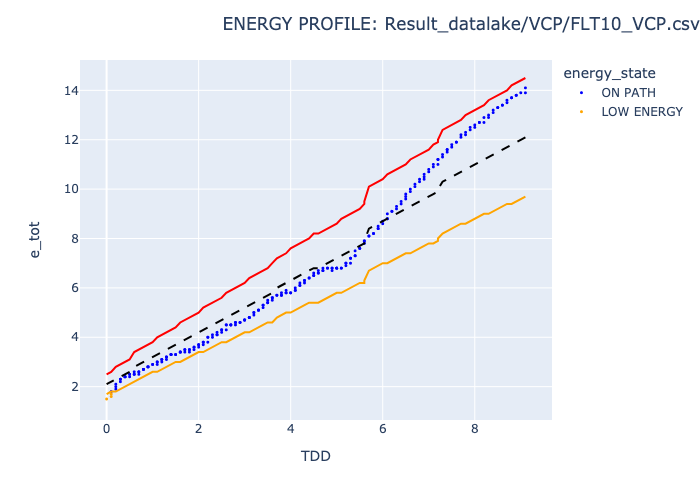 ENERGY PROFILE: Result_datalake/VCP/FLT10_VCP.csv
energy_state
ON PATH
LOW ENERGY
e_tot
14
12
10
8
6
4
2
0 2 4 6 8
TDD